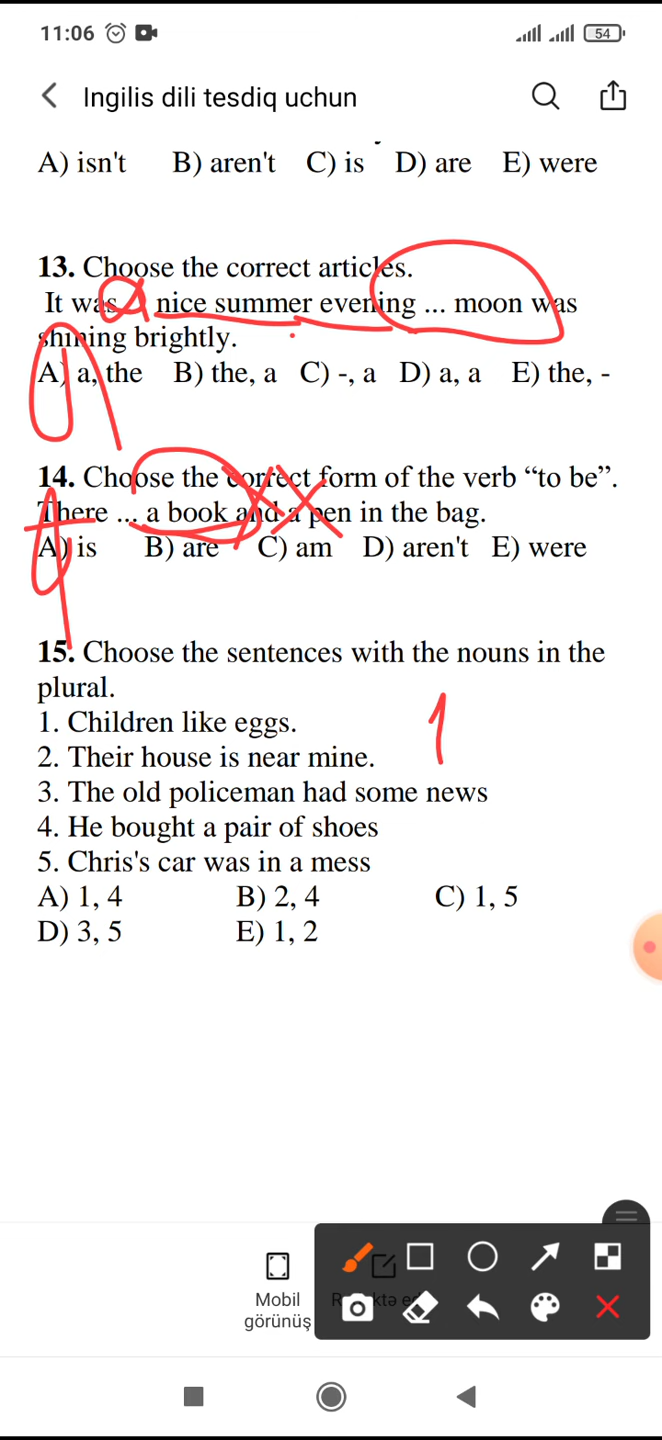 11:06
54
Ingilis dili tesdiq uchun
A) isn't B) aren't C) is D) are E) were
13. Choose the correct articles.
It was a nice summer evening ... moon was
shining brightly.
A) a, the B) the, a C) -, a D) a, a E) the, -
14. Choose the correct form of the verb “to be”.
There ... a book and a pen in the bag.
A) is B) are C) am D) aren't E) were
15. Choose the sentences with the nouns in the
plural.
1. Children like eggs.
1
2. Their house is near mine.
3. The old policeman had some news
4. He bought a pair of shoes
5. Chris's car was in a mess
A) 1, 4 B) 2, 4 C) 1, 5
D) 3, 5 E) 1, 2
Mobil
görünüş